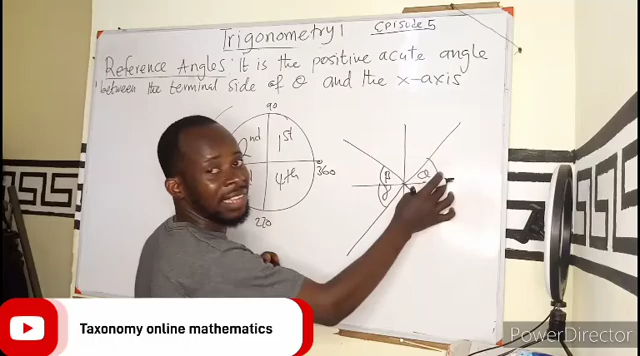 Trigonometry 1
Episode 5
Reference Angles: It is the positive acute angle
between the terminal side of θ and the x-axis
90
2nd
1st
4th
360
270
β
α
γ
Taxonomy online mathematics
PowerDirector